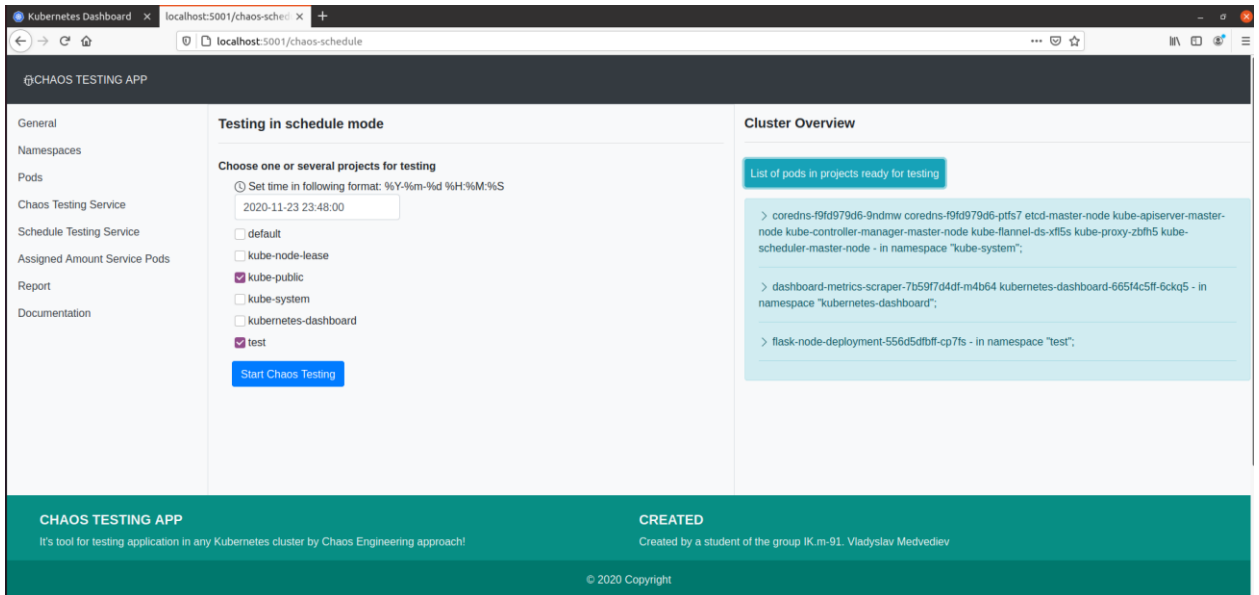 Kubernetes Dashboard
localhost:5001/chaos-sched
localhost:5001/chaos-schedule
CHAOS TESTING APP
General
Namespaces
Pods
Chaos Testing Service
Schedule Testing Service
Assigned Amount Service Pods
Report
Documentation
Testing in schedule mode
Choose one or several projects for testing
Set time in following format: %Y-%m-%d %H:%M:%S
2020-11-23 23:48:00
default
kube-node-lease
kube-public
kube-system
kubernetes-dashboard
test
Start Chaos Testing
Cluster Overview
List of pods in projects ready for testing
coredns-f9fd979d6-9ndmw coredns-f9fd979d6-ptfs7 etcd-master-node kube-apiserver-master-
node kube-controller-manager-master-node kube-flannel-ds-xfl5s kube-proxy-zbfh5 kube-
scheduler-master-node - in namespace "kube-system";
dashboard-metrics-scraper-7b59f7d4df-m4b64 kubernetes-dashboard-665f4c5ff-6ckq5 - in
namespace "kubernetes-dashboard";
flask-node-deployment-556d5dfbff-cp7fs - in namespace "test";
CHAOS TESTING APP
It's tool for testing application in any Kubernetes cluster by Chaos Engineering approach!
CREATED
Created by a student of the group IK.m-91. Vladyslav Medvediev
© 2020 Copyright